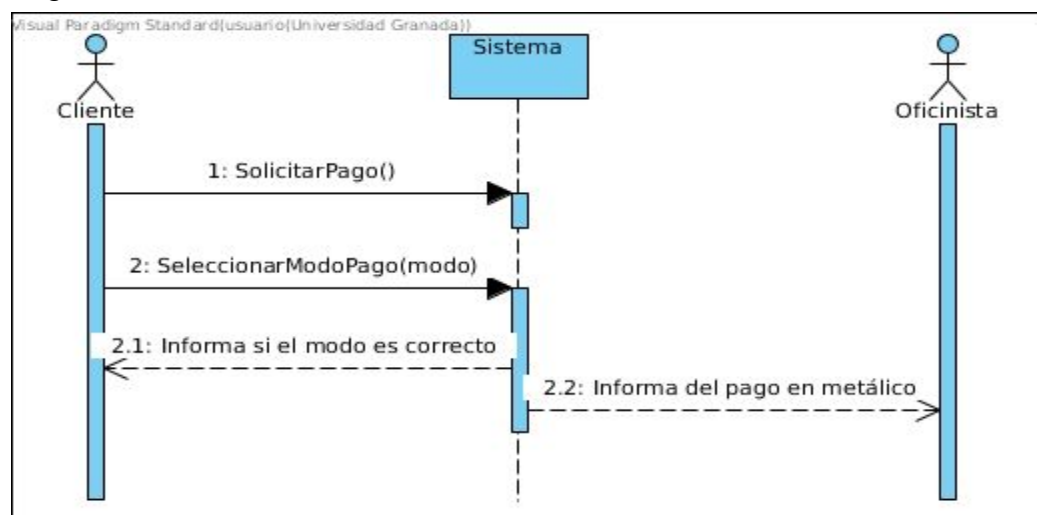 Visual Paradigm Standard(usuario(Universidad Granada))
Sistema
Cliente
Oficinista
1: SolicitarPago()
2: SeleccionarModoPago(modo)
2.1: Informa si el modo es correcto
2.2: Informa del pago en metálico